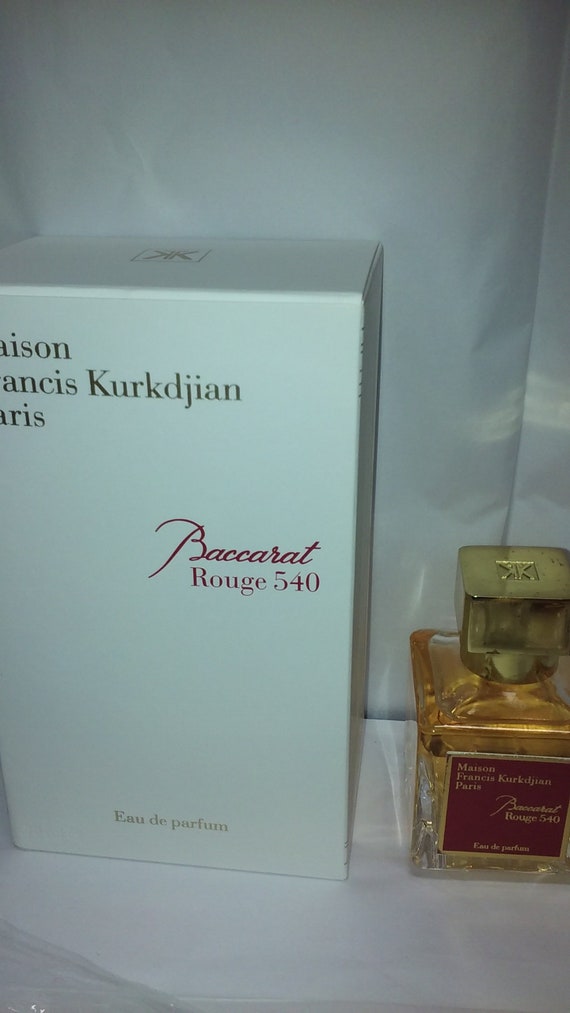 aison
rancis Kurkdjian
aris
Baccarat
Rouge 540
Eau de parfum
Maison
Francis Kurkdjian
Paris
Baccarat
Rouge 540
Eau de parfum